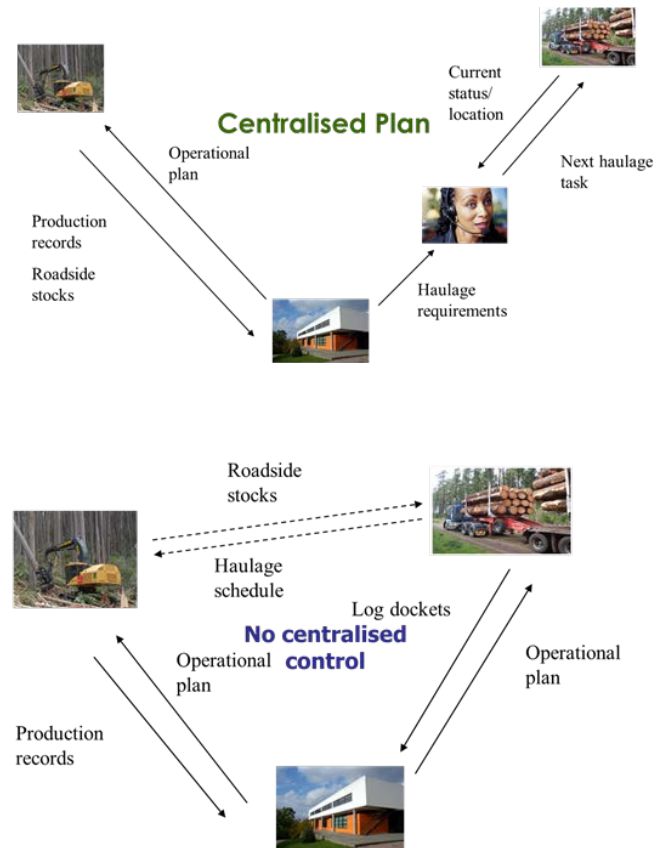 Current
status/
location
Centralised Plan
Operational
plan
Next haulage
task
Production
records
Roadside
stocks
Haulage
requirements
Roadside
stocks
Haulage
schedule
Log dockets
No centralised
control
Operational
plan
Operational
plan
Production
records